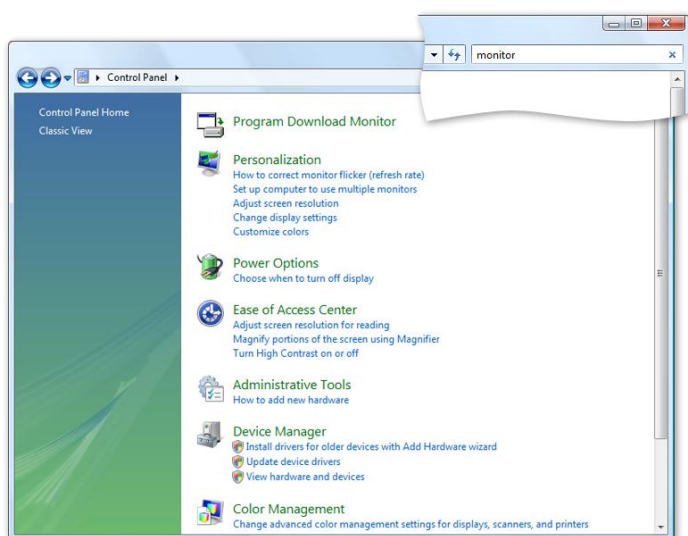 monitor
Control Panel
Control Panel Home
Classic View
Program Download Monitor
Personalization
How to correct monitor flicker (refresh rate)
Set up computer to use multiple monitors
Adjust screen resolution
Change display settings
Customize colors
Power Options
Choose when to turn off display
Ease of Access Center
Adjust screen resolution for reading
Magnify portions of the screen using Magnifier
Turn High Contrast on or off
Administrative Tools
How to add new hardware
Device Manager
Install drivers for older devices with Add Hardware wizard
Update device drivers
View hardware and devices
Color Management
Change advanced color management settings for displays, scanners, and printers